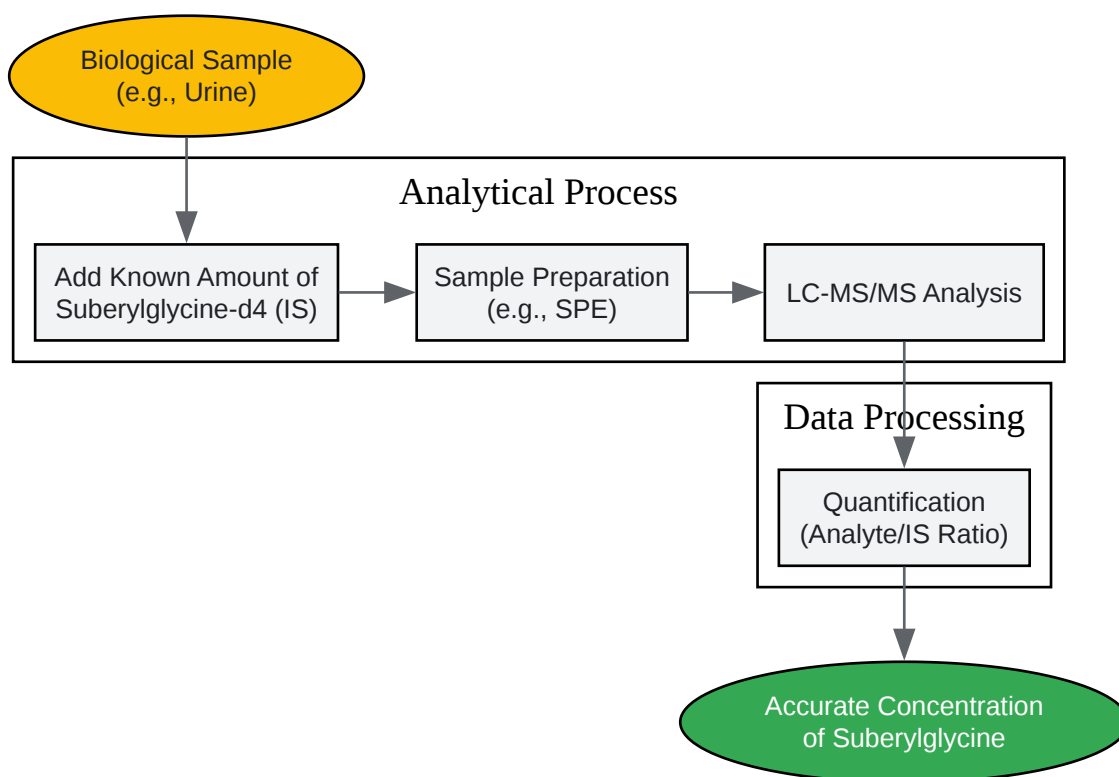 Biological Sample
(e.g., Urine)
Analytical Process
Add Known Amount of
Suberylglycine-d4 (IS)
Sample Preparation
(e.g., SPE)
LC-MS/MS Analysis
Data Processing
Quantification
(Analyte/IS Ratio)
Accurate Concentration
of Suberylglycine